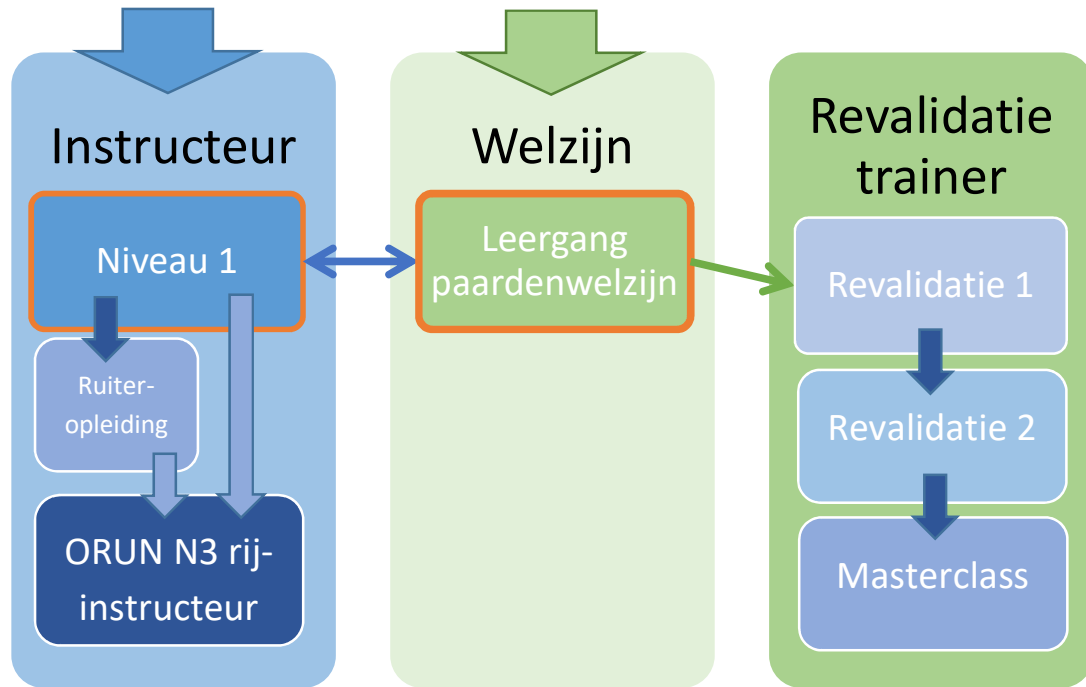 Instructeur
Niveau 1
Ruiter-
opleiding
ORUN N3 rij-
instructeur
Welzijn
Leergang
paardenwelzijn
Revalidatie
trainer
Revalidatie 1
Revalidatie 2
Masterclass